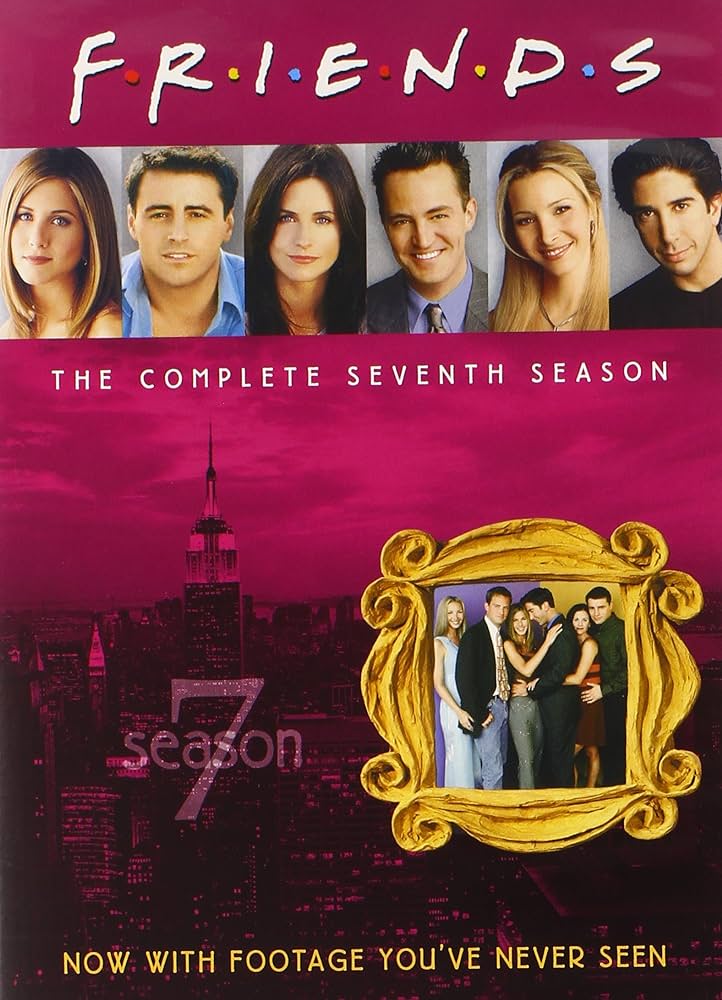 F·R·I·E·N·D·S
THE COMPLETE SEVENTH SEASON
7
season
NOW WITH FOOTAGE YOU'VE NEVER SEEN